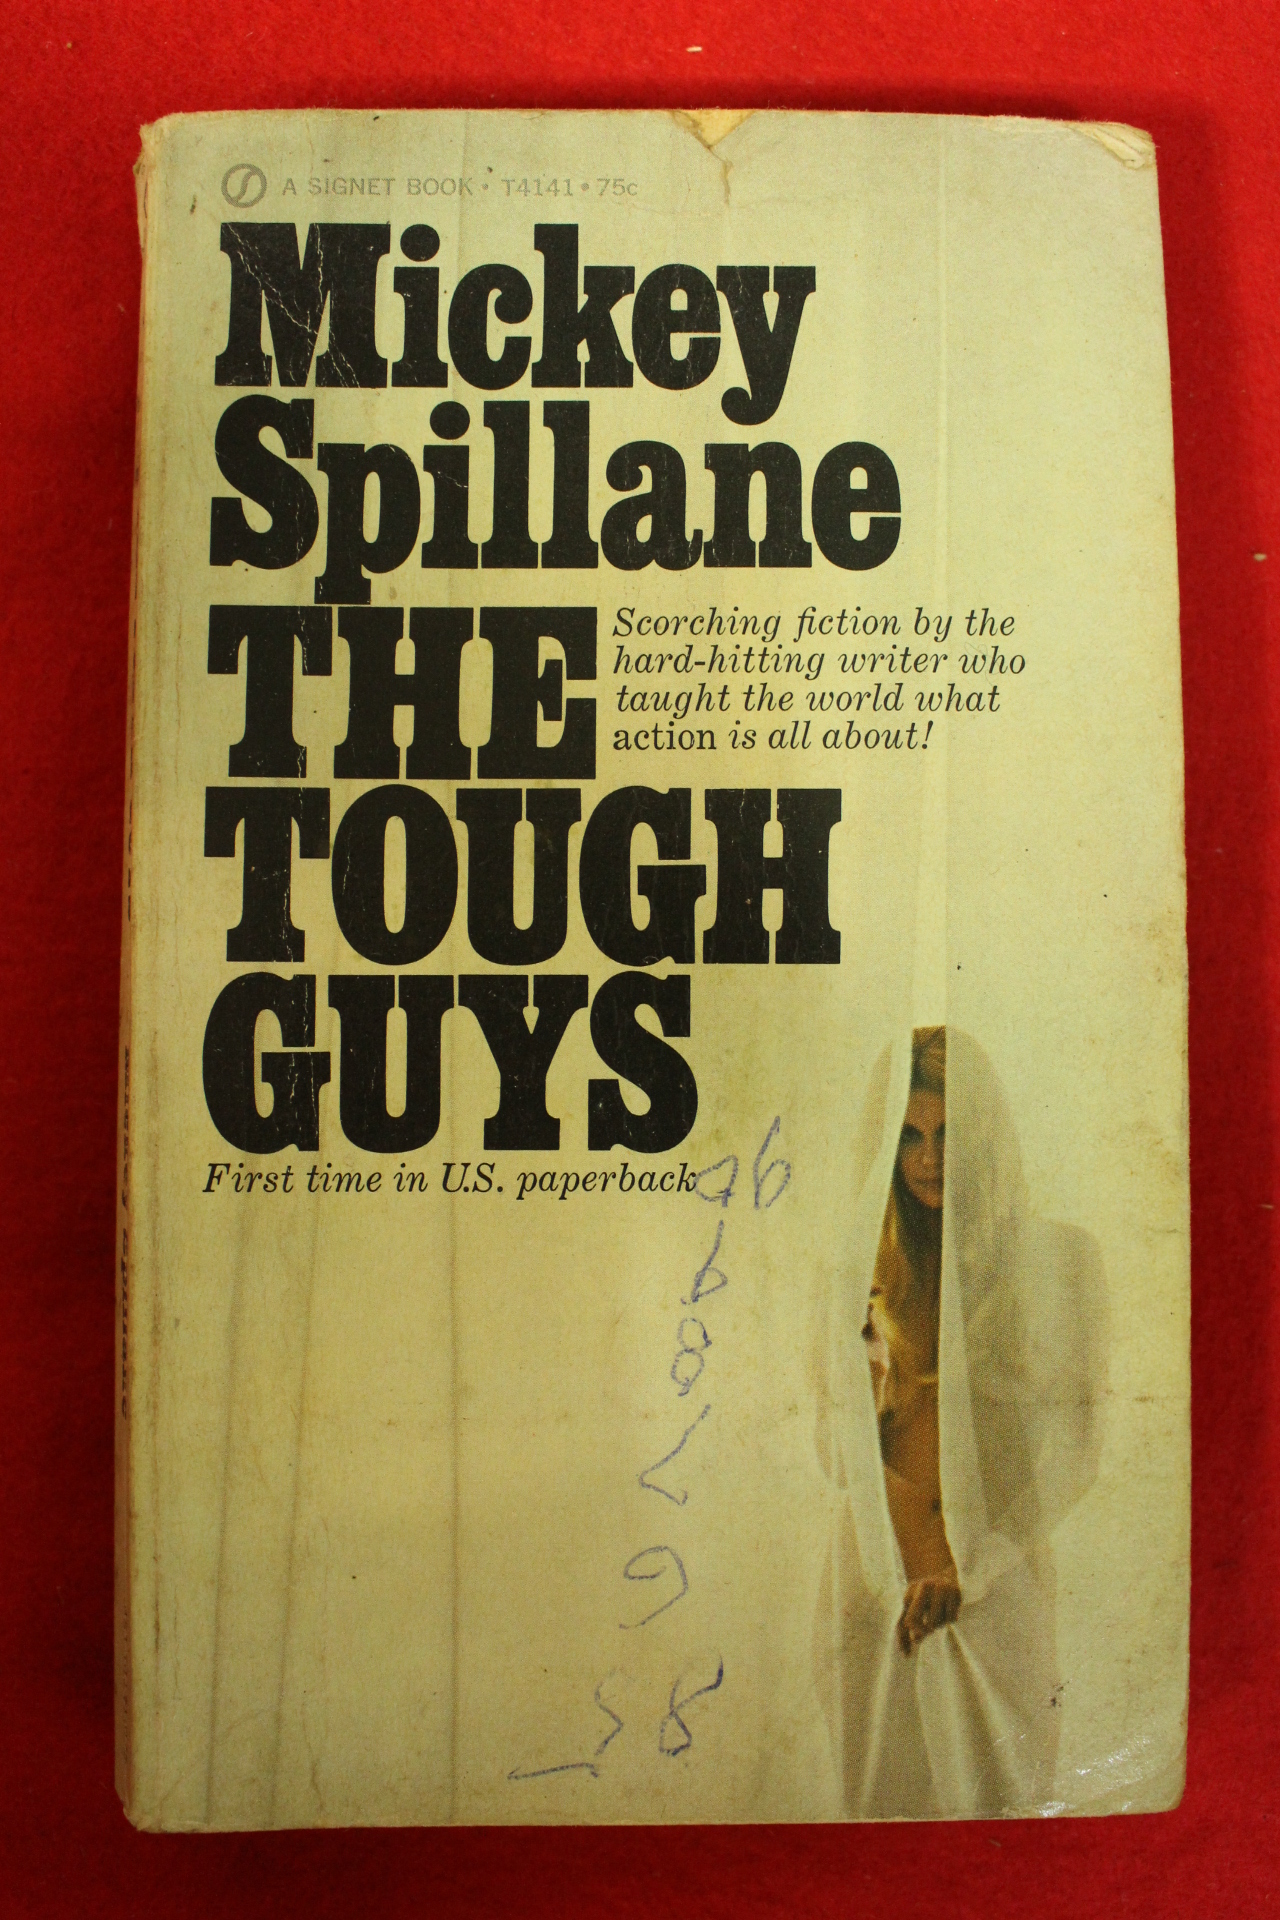 A SIGNET BOOK • T4141 • 75c
Mickey
Spillane
THE
Scorching fiction by the
hard-hitting writer who
taught the world what
action is all about!
TOUGH
GUYS
First time in U.S. paperback